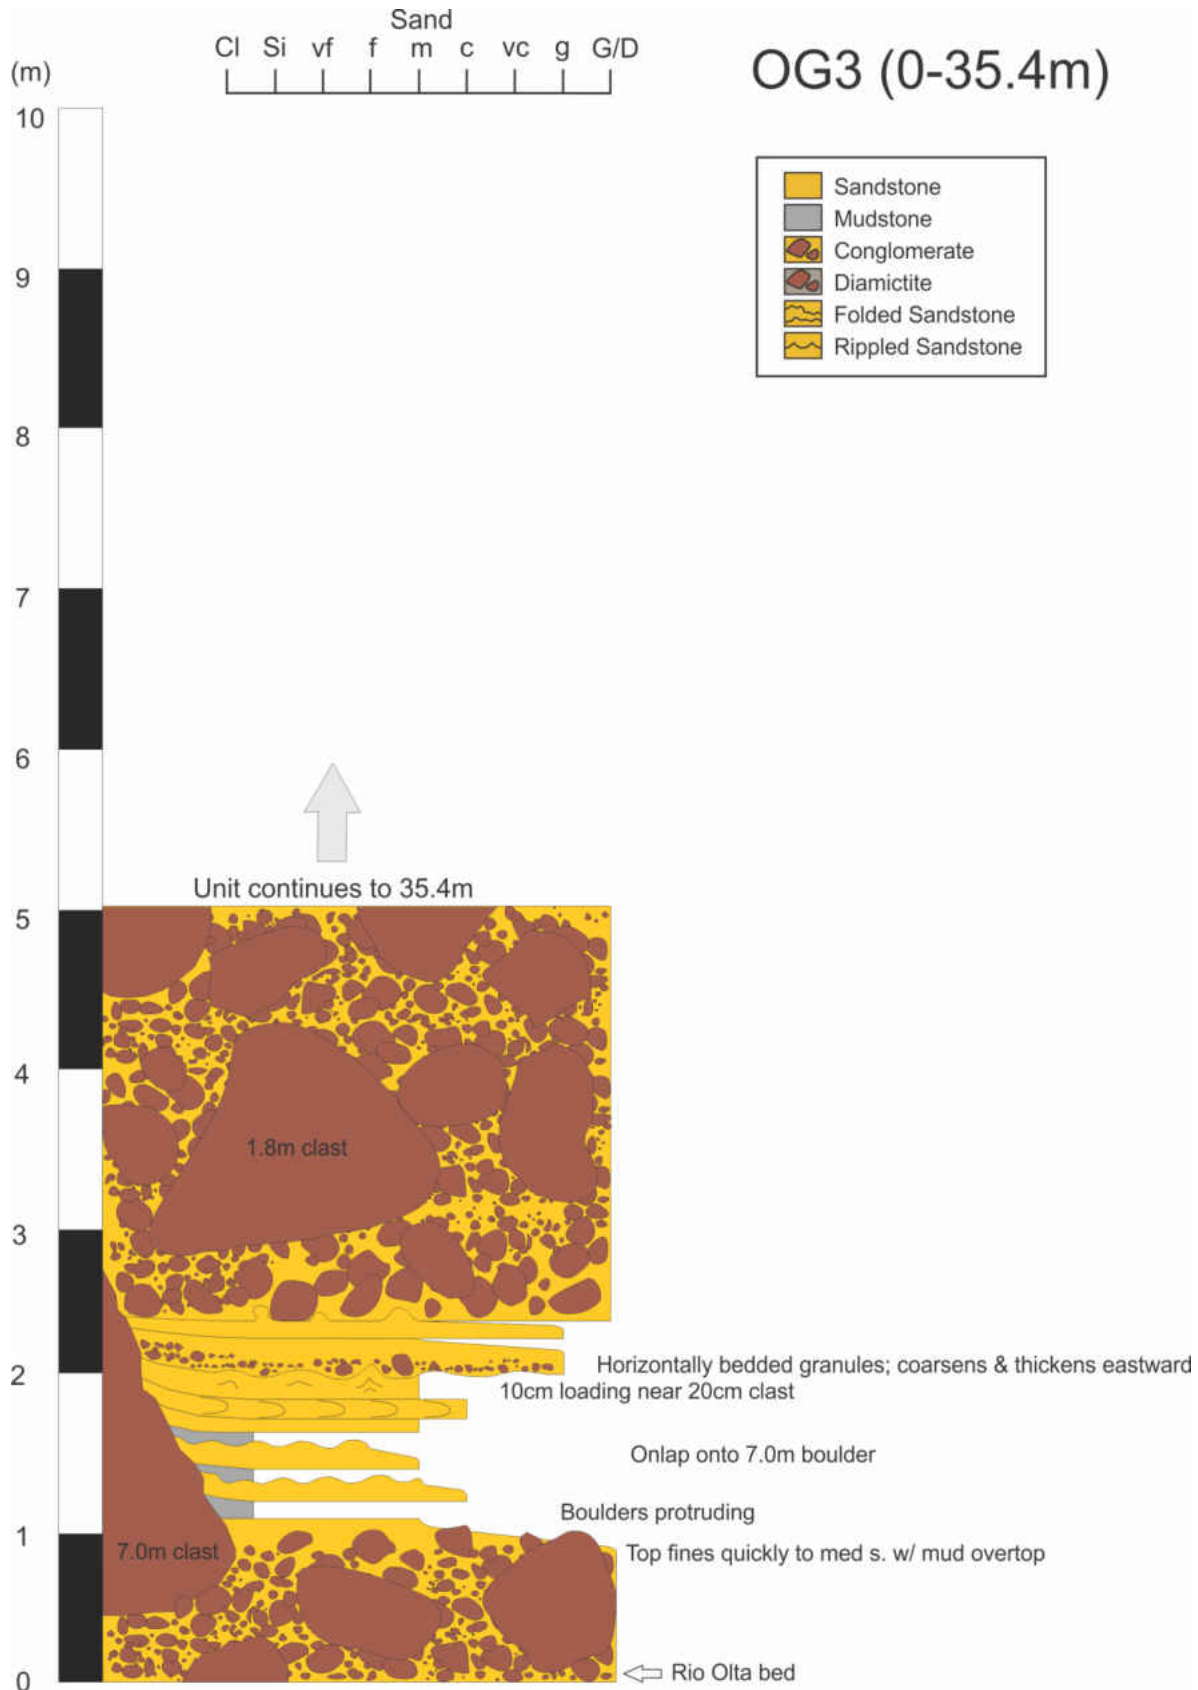 Sand
Cl Si vf f m c vc g G/D
(m)
OG3 (0-35.4m)
10
Sandstone
Mudstone
Conglomerate
Diamictite
Folded Sandstone
Rippled Sandstone
9
8
7
6
Unit continues to 35.4m
5
4
1.8m clast
3
2
Horizontally bedded granules; coarsens & thickens eastward
10cm loading near 20cm clast
Onlap onto 7.0m boulder
Boulders protruding
1
7.0m clast
Top fines quickly to med s. w/ mud overtop
0
Rio Olta bed